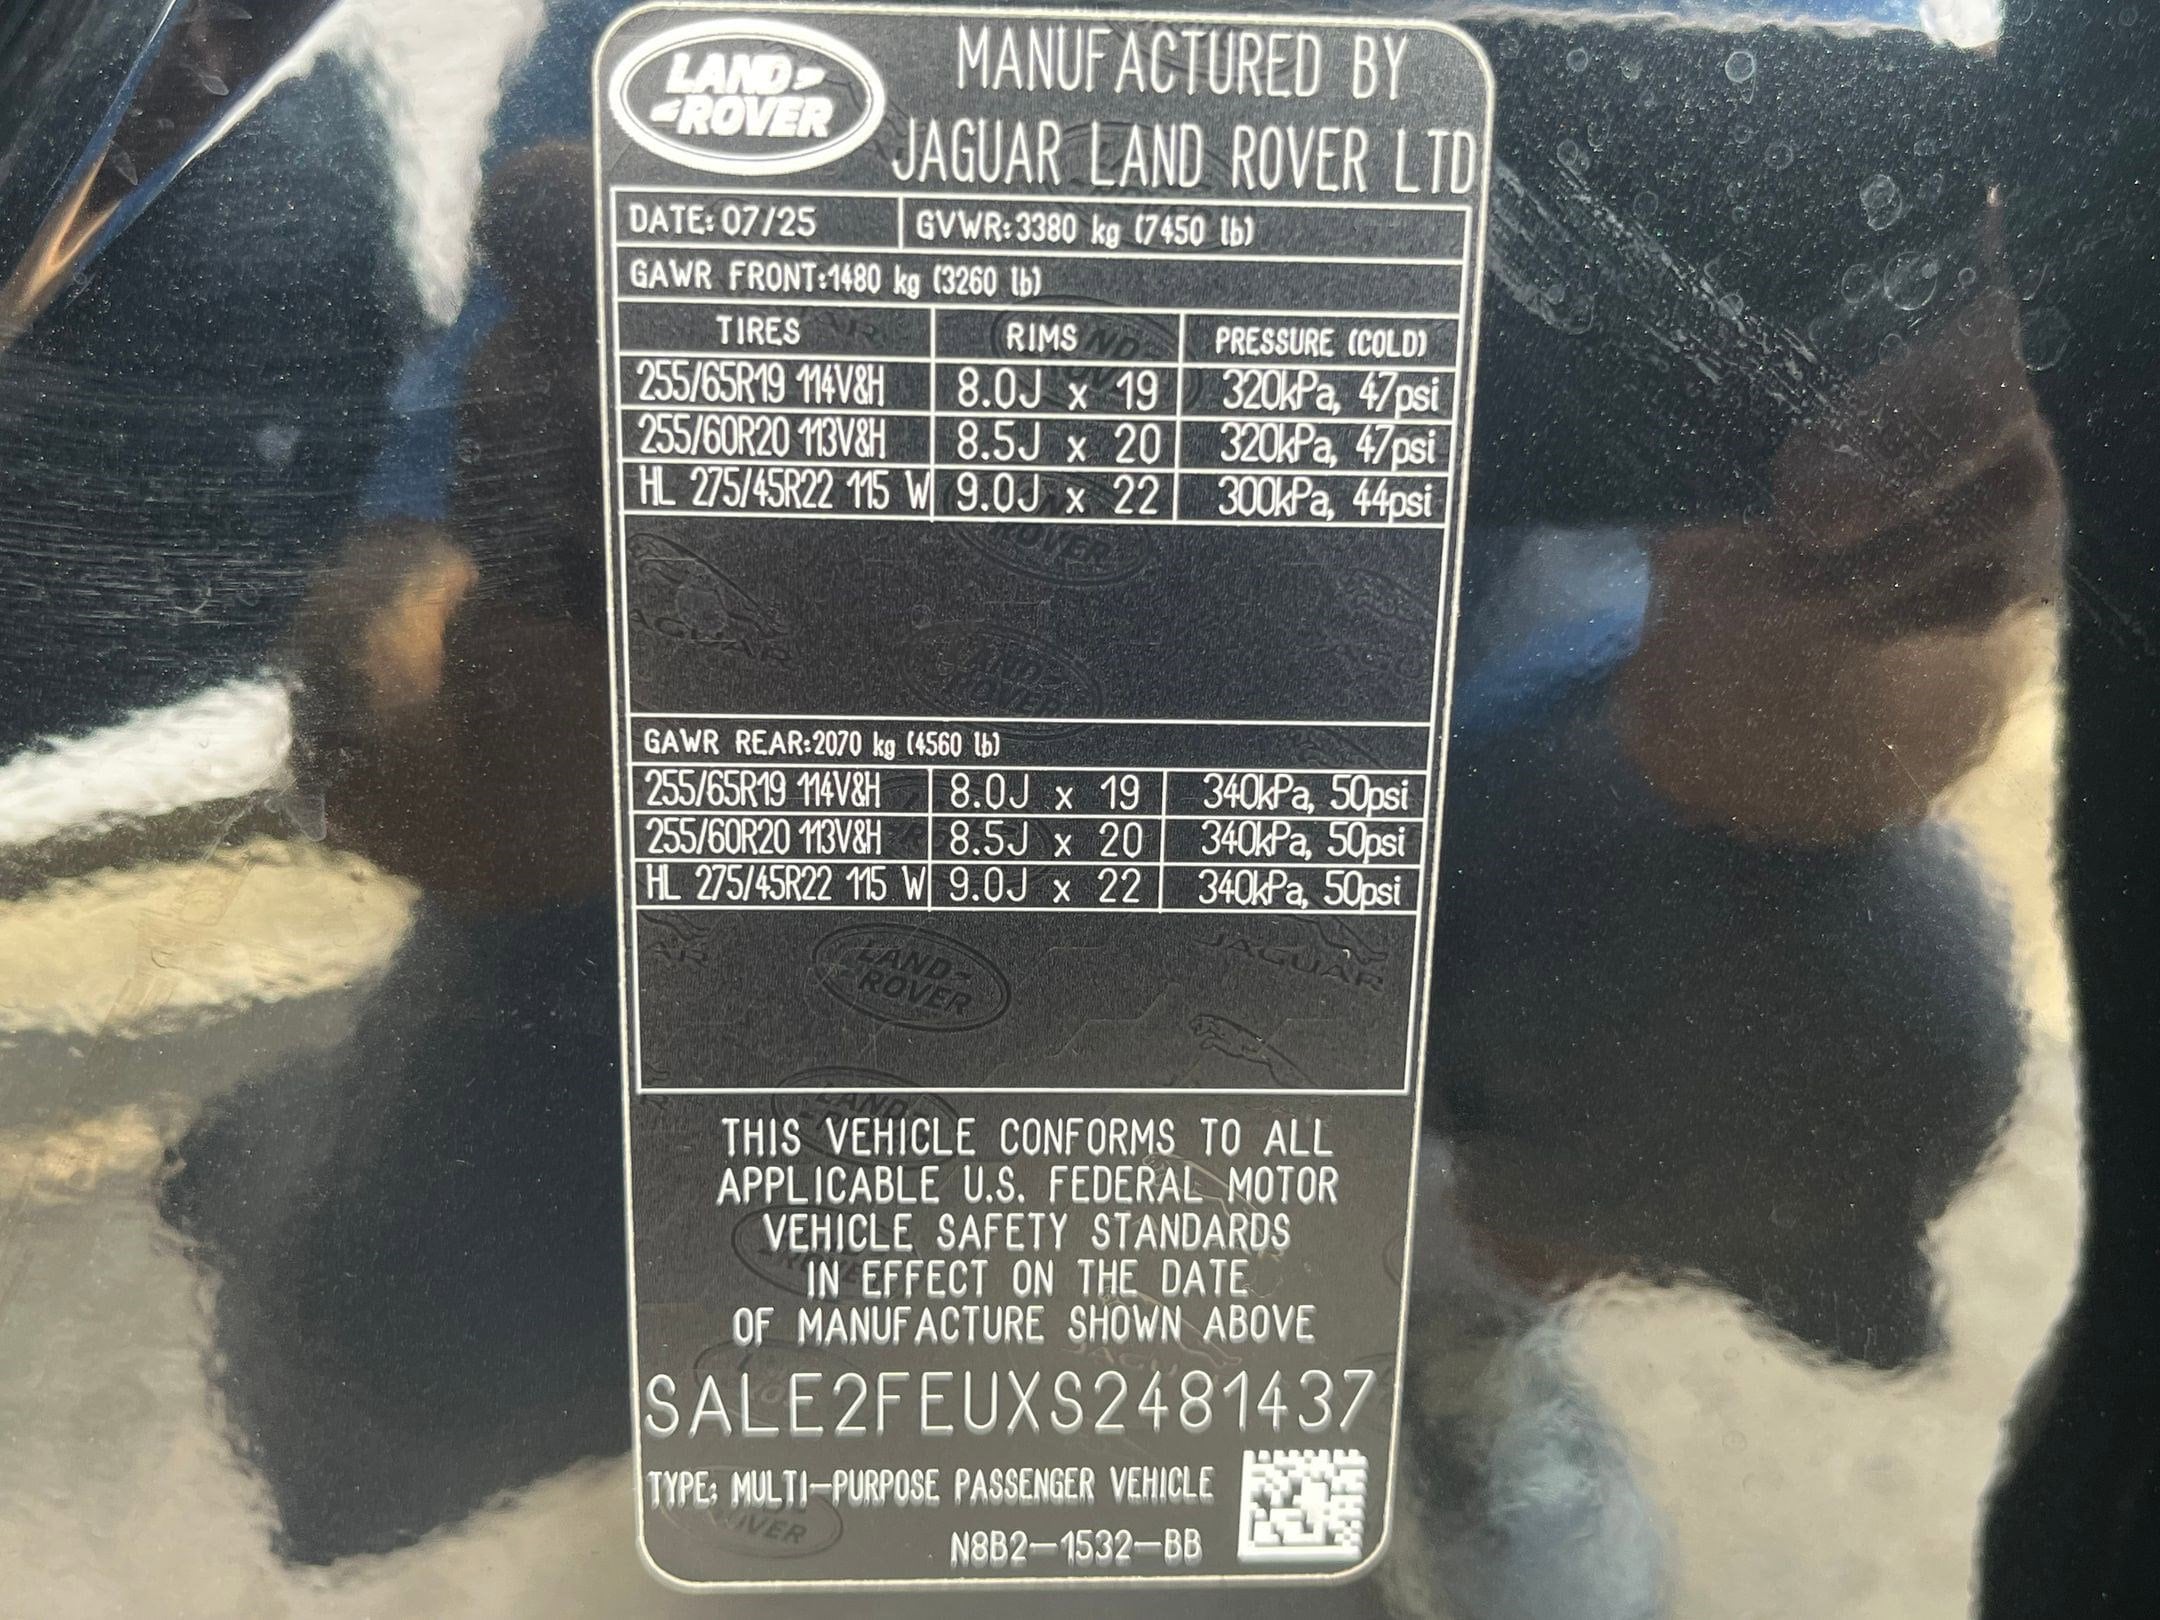 LAND
ROVER
MANUFACTURED BY
JAGUAR LAND ROVER LTD
DATE: 07/25 GVWR: 3380 kg (7450 lb)
GAWR FRONT: 1480 kg (3260 lb)
TIRES RIMS PRESSURE (COLD)
255/65R19 114V&H 8.0J x 19 320kPa, 47psi
255/60R20 113V&H 8.5J x 20 320kPa, 47psi
HL 275/45R22 115 W 9.0J x 22 300kPa, 44psi
GAWR REAR: 2070 kg (4560 lb)
255/65R19 114V&H 8.0J x 19 340kPa, 50psi
255/60R20 113V&H 8.5J x 20 340kPa, 50psi
HL 275/45R22 115 W 9.0J x 22 340kPa, 50psi
THIS VEHICLE CONFORMS TO ALL
APPLICABLE U.S. FEDERAL MOTOR
VEHICLE SAFETY STANDARDS
IN EFFECT ON THE DATE
OF MANUFACTURE SHOWN ABOVE
SALE2FEUXS2481437
TYPE: MULTI-PURPOSE PASSENGER VEHICLE
N8B2-1532-BB